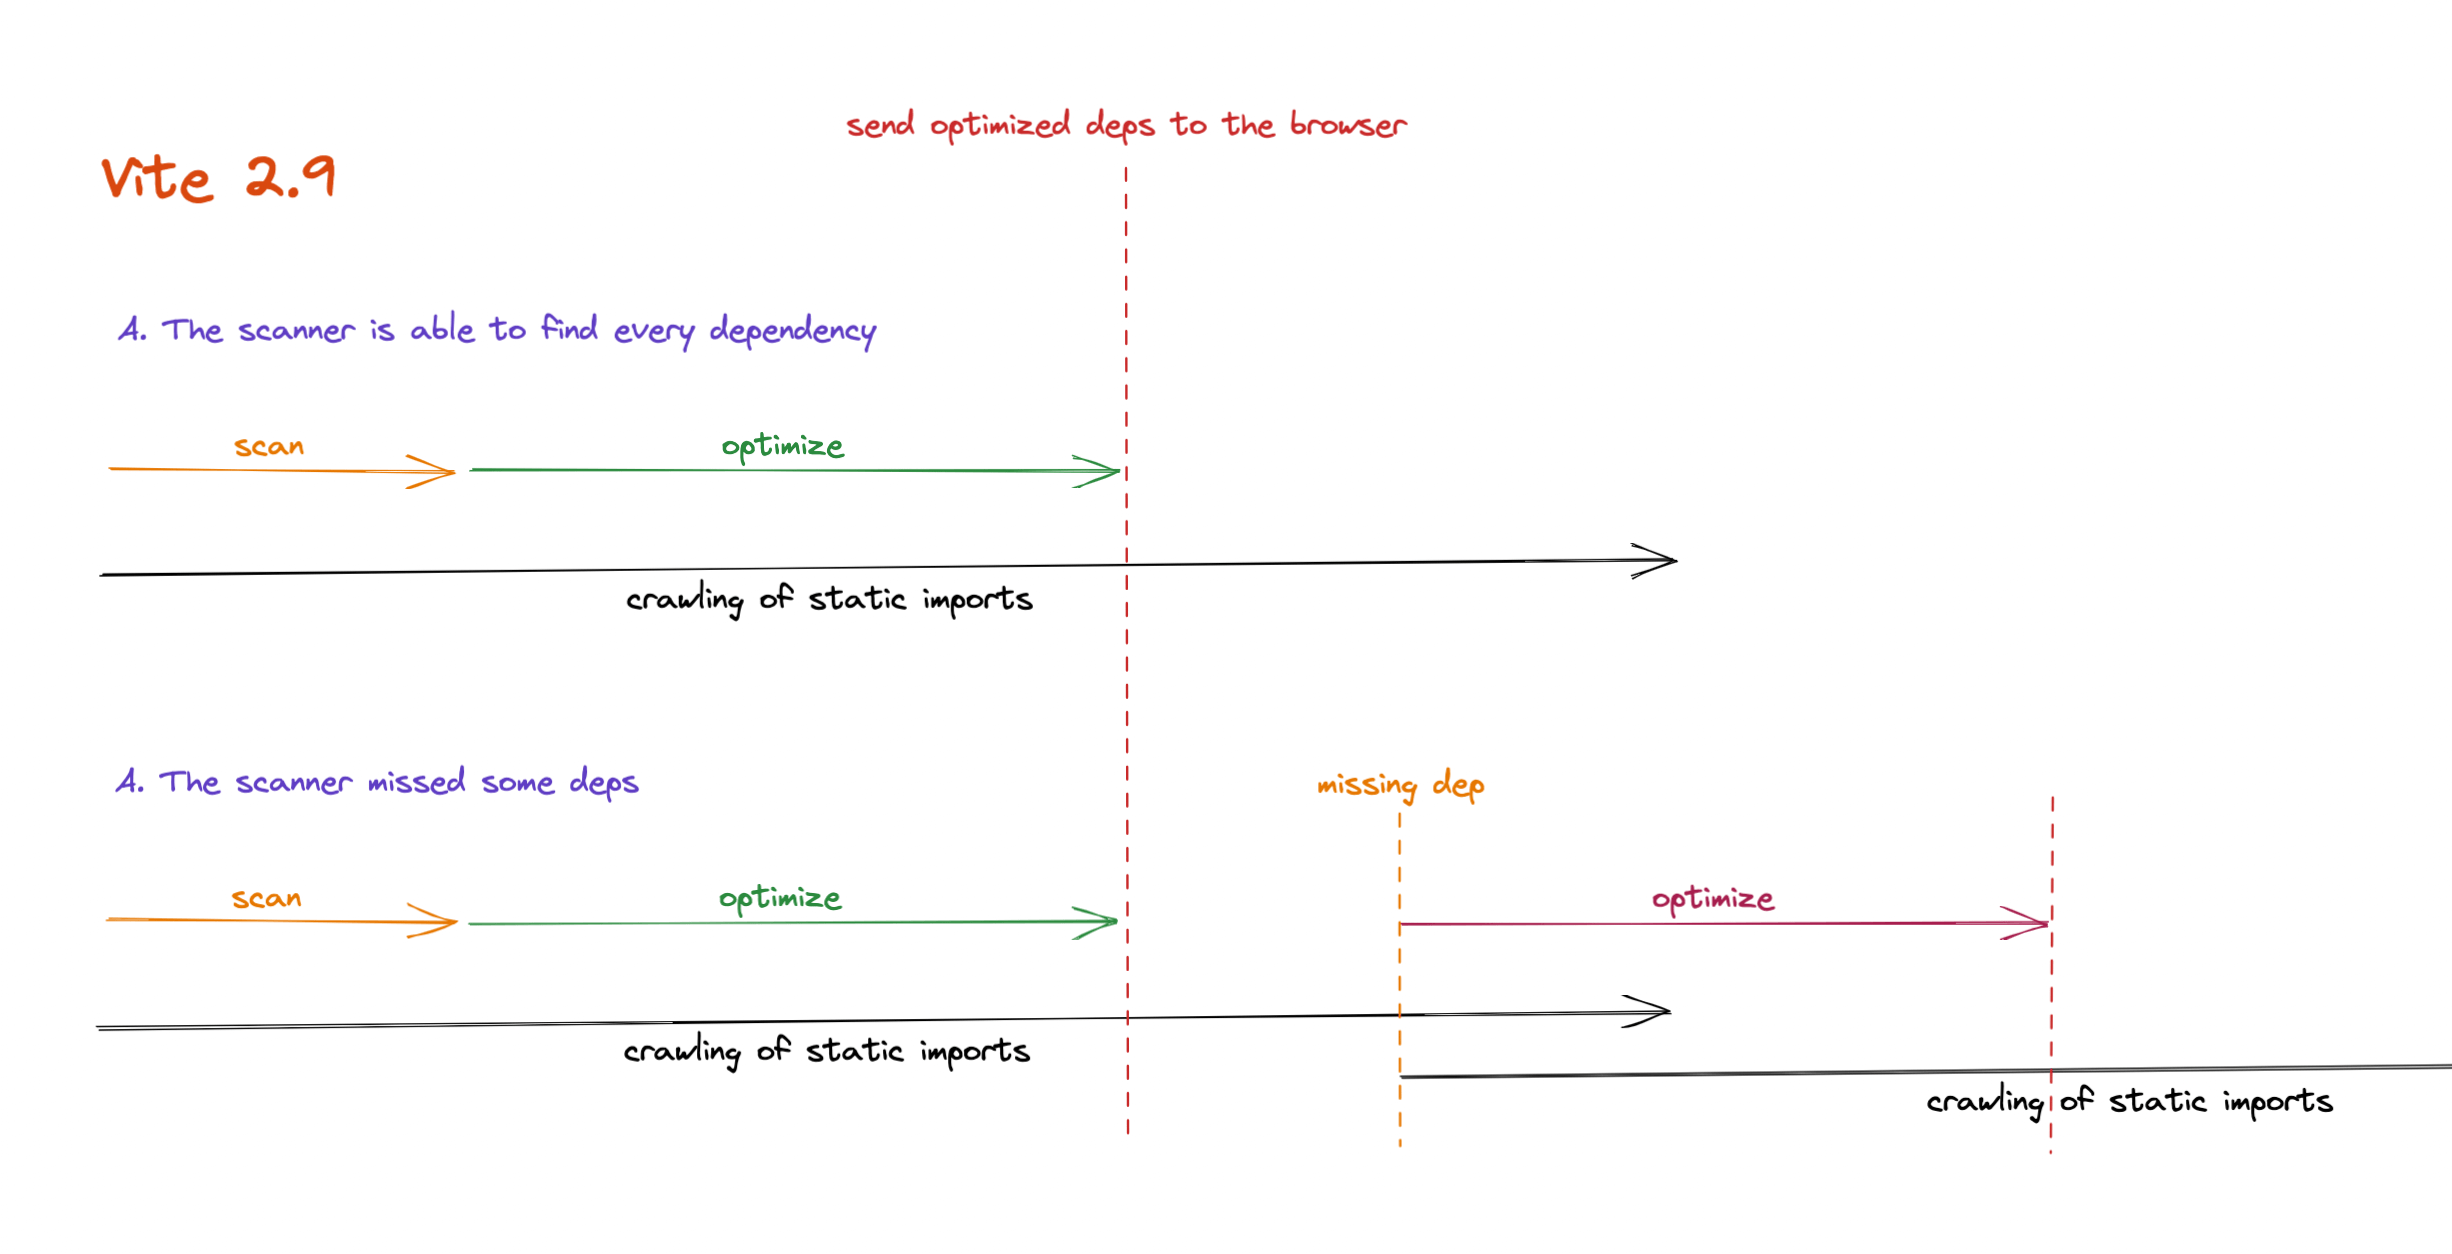 send optimized deps to the browser
Vite 2.9
A. The scanner is able to find every dependency
scan
optimize
crawling of static imports
A. The scanner missed some deps
missing dep
scan
optimize
optimize
crawling of static imports
crawling of static imports